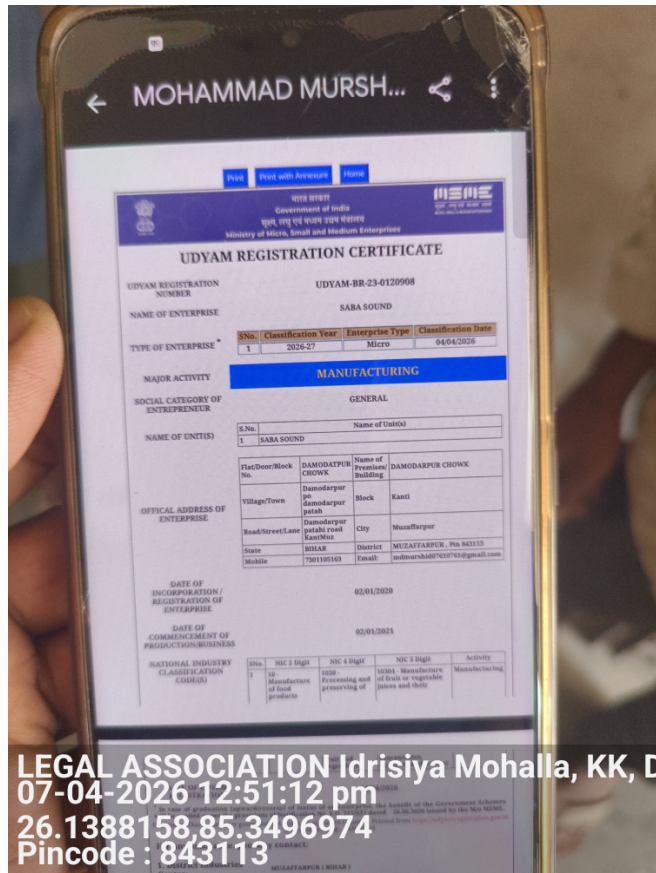 MOHAMMAD MURSH...
Print Print with Annexure Home
भारत सरकार
Government of India
सूक्ष्म, लघु एवं मध्यम उद्यम मंत्रालय
Ministry of Micro, Small and Medium Enterprises
UDYAM REGISTRATION CERTIFICATE
UDYAM REGISTRATION NUMBER UDYAM-BR-23-0120908
NAME OF ENTERPRISE SABA SOUND
TYPE OF ENTERPRISE *
SNo. Classification Year Enterprise Type Classification Date
1 2026-27 Micro 04/04/2026
MAJOR ACTIVITY MANUFACTURING
SOCIAL CATEGORY OF ENTREPRENEUR GENERAL
NAME OF UNIT(S)
S.No. Name of Unit(s)
1 SABA SOUND
OFFICAL ADDRESS OF ENTERPRISE
Flat/Door/Block No. DAMODATPUR CHOWK Name of Premises/ Building DAMODARPUR CHOWK
Village/Town Damodarpur po damodarpur patah Block Kanti
Road/Street/Lane Damodarpur patahi road KantMuz City Muzaffarpur
State BIHAR District MUZAFFARPUR , Pin 843113
Mobile 7301105163 Email: mdmurshid07610761@gmail.com
DATE OF INCORPORATION / REGISTRATION OF ENTERPRISE 02/01/2020
DATE OF COMMENCEMENT OF PRODUCTION/BUSINESS 02/01/2021
NATIONAL INDUSTRY CLASSIFICATION CODE(S)
SNo. NIC 2 Digit NIC 4 Digit NIC 5 Digit Activity
1 10 - Manufacture of food products 1030 - Processing and preserving of 10304 - Manufacture of fruit or vegetable juices and their Manufacturing
LEGAL ASSOCIATION Idrisiya Mohalla, KK, D
07-04-2026 12:51:12 pm
26.1388158,85.3496974
Pincode : 843113
MUZAFFARPUR ( BIHAR )